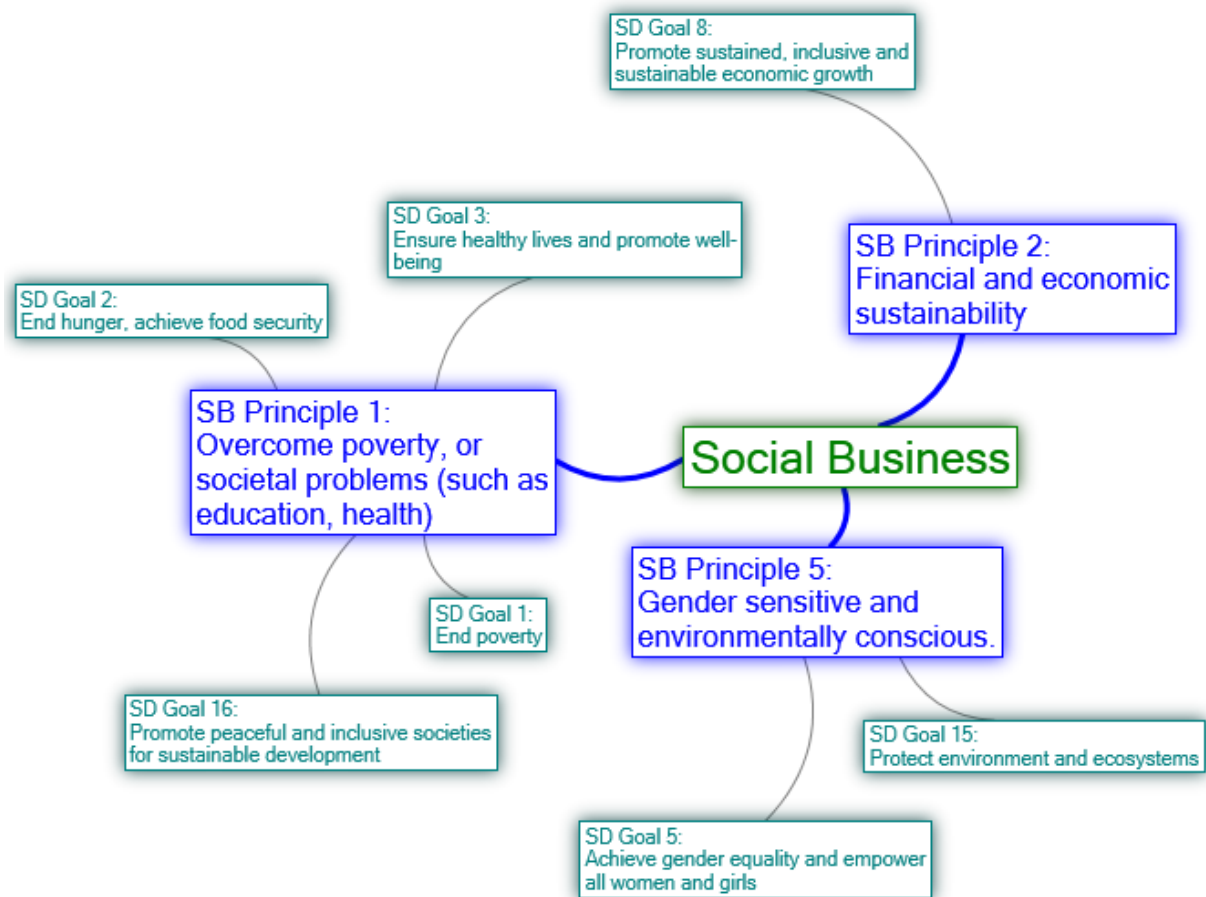 SD Goal 8:
Promote sustained, inclusive and
sustainable economic growth
SD Goal 3:
Ensure healthy lives and promote well-
being
SB Principle 2:
Financial and economic
sustainability
SD Goal 2:
End hunger, achieve food security
SB Principle 1:
Overcome poverty, or
societal problems (such as
education, health)
Social Business
SB Principle 5:
Gender sensitive and
environmentally conscious.
SD Goal 1:
End poverty
SD Goal 16:
Promote peaceful and inclusive societies
for sustainable development
SD Goal 15:
Protect environment and ecosystems
SD Goal 5:
Achieve gender equality and empower
all women and girls